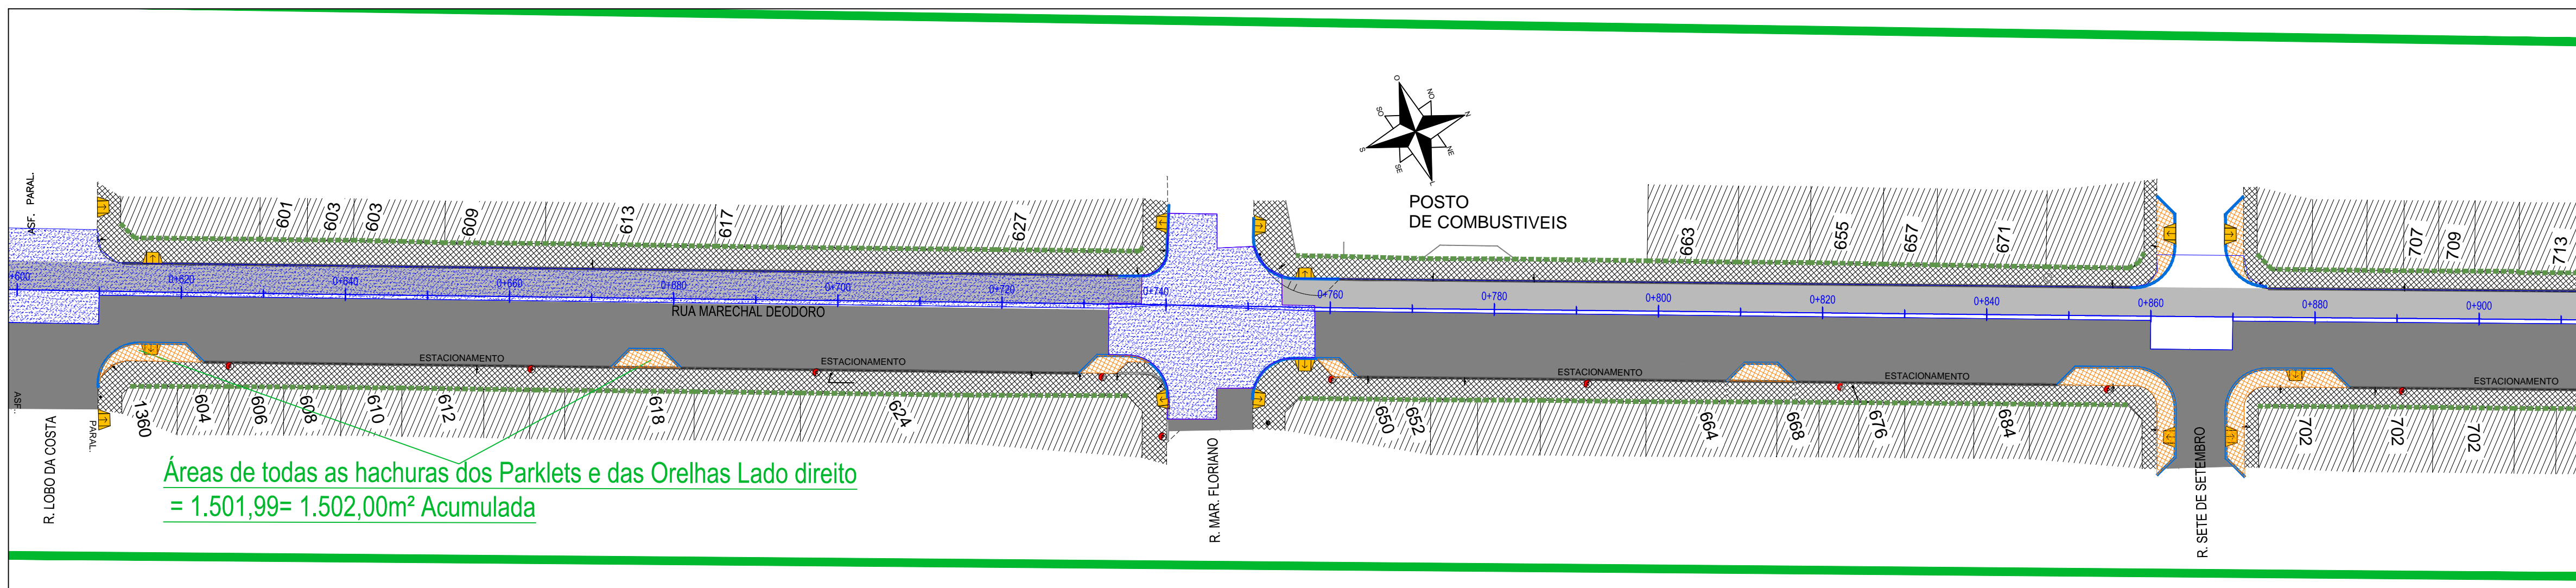 ASF. PARAL.
601
603
603
609
613
617
627
O
NO
N
NE
L
SE
S
SO
POSTO
DE COMBUSTIVEIS
663
655
657
671
707
709
713
+600
0+620
0+640
0+660
0+680
0+700
0+720
0+740
0+760
0+780
0+800
0+820
0+840
0+860
0+880
0+900
RUA MARECHAL DEODORO
ESTACIONAMENTO
ESTACIONAMENTO
ESTACIONAMENTO
ESTACIONAMENTO
ESTACIONAMENTO
ASF.
PARAL.
1360
604
606
608
610
612
618
624
650
652
664
668
676
684
702
702
702
R. LOBO DA COSTA
R. MAR. FLORIANO
R. SETE DE SETEMBRO
Áreas de todas as hachuras dos Parklets e das Orelhas Lado direito
= 1.501,99= 1.502,00m² Acumulada